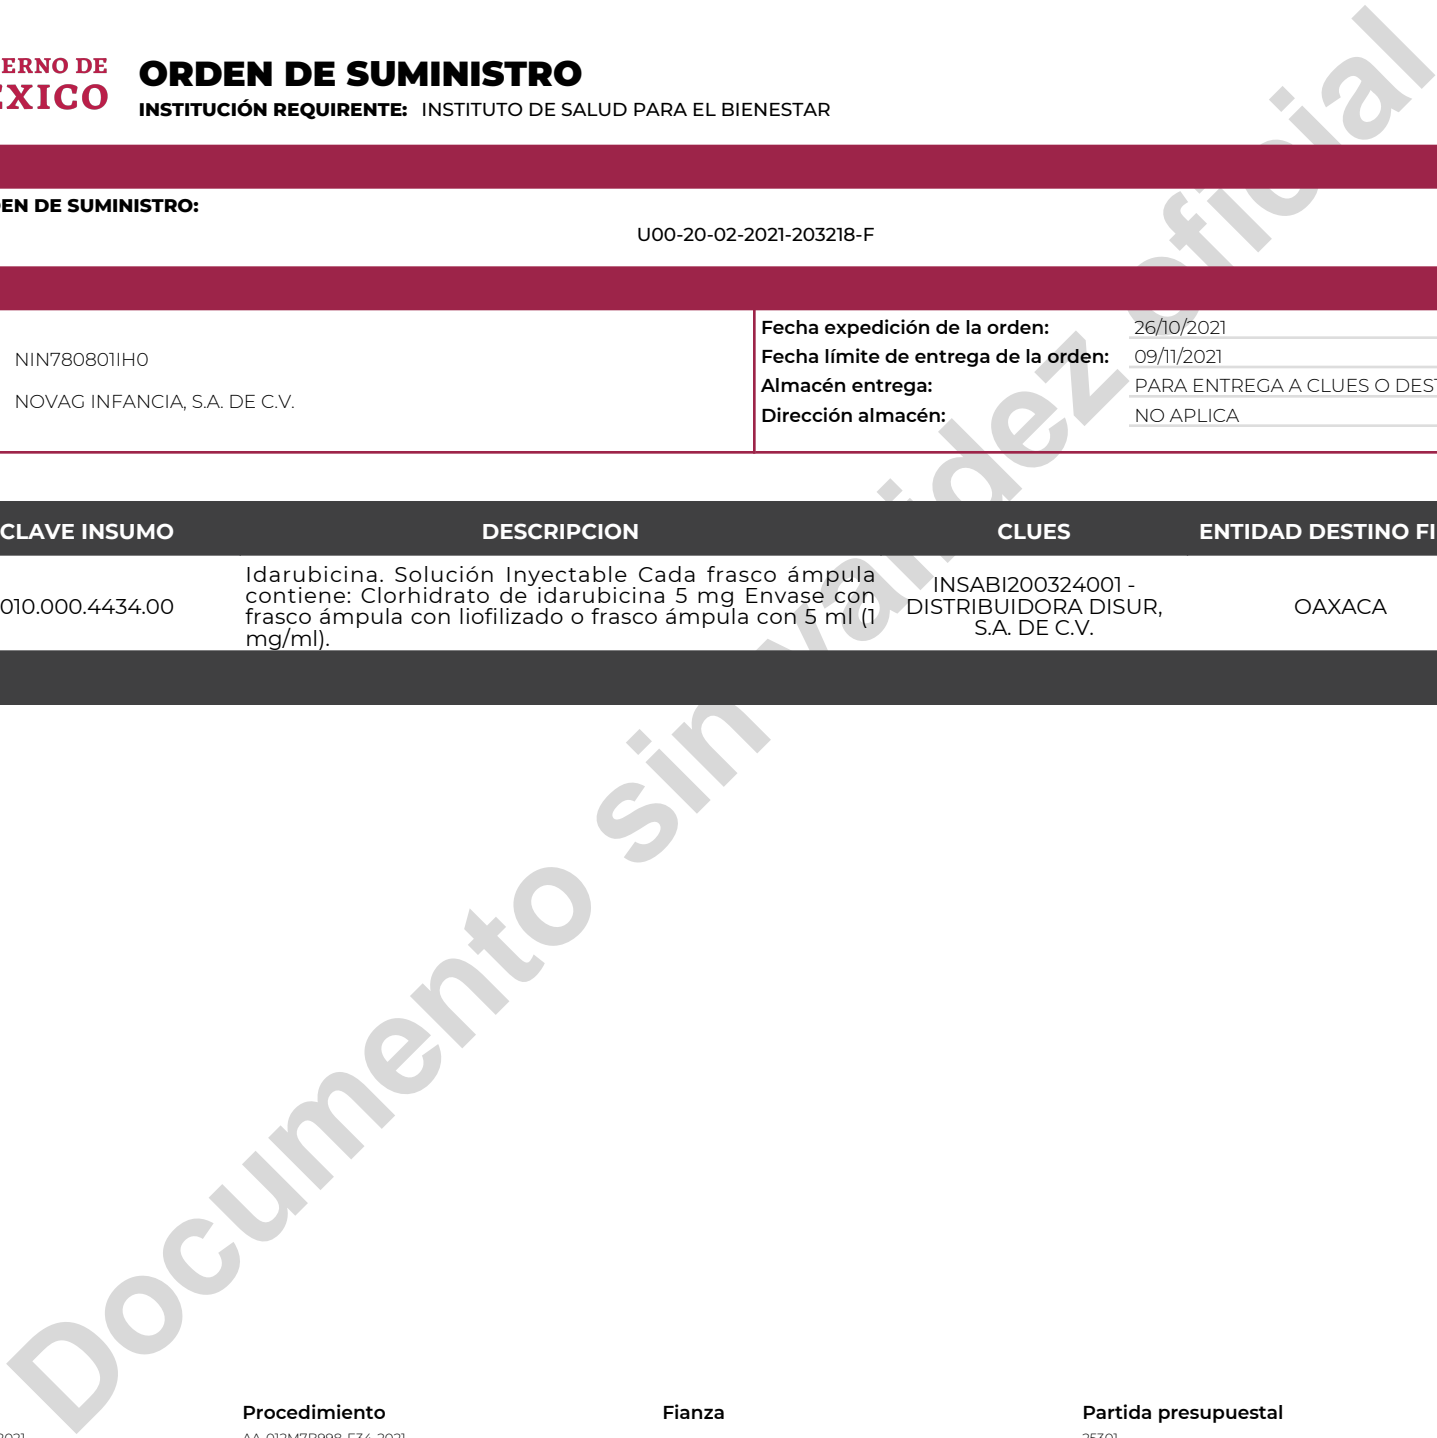 ERNO DE
ÉXICO
ORDEN DE SUMINISTRO
INSTITUCIÓN REQUIRENTE: INSTITUTO DE SALUD PARA EL BIENESTAR
EN DE SUMINISTRO:
U00-20-02-2021-203218-F
NIN780801IH0
NOVAG INFANCIA, S.A. DE C.V.
Fecha expedición de la orden: 26/10/2021
Fecha límite de entrega de la orden: 09/11/2021
Almacén entrega: PARA ENTREGA A CLUES O DEST
Dirección almacén: NO APLICA
CLAVE INSUMO DESCRIPCION CLUES ENTIDAD DESTINO FI
010.000.4434.00
Idarubicina. Solución Inyectable Cada frasco ámpula
contiene: Clorhidrato de idarubicina 5 mg Envase con
frasco ámpula con liofilizado o frasco ámpula con 5 ml (1
mg/ml).
INSABI200324001 -
DISTRIBUIDORA DISUR,
S.A. DE C.V.
OAXACA
Documento sin validez oficial
Procedimiento Fianza Partida presupuestal